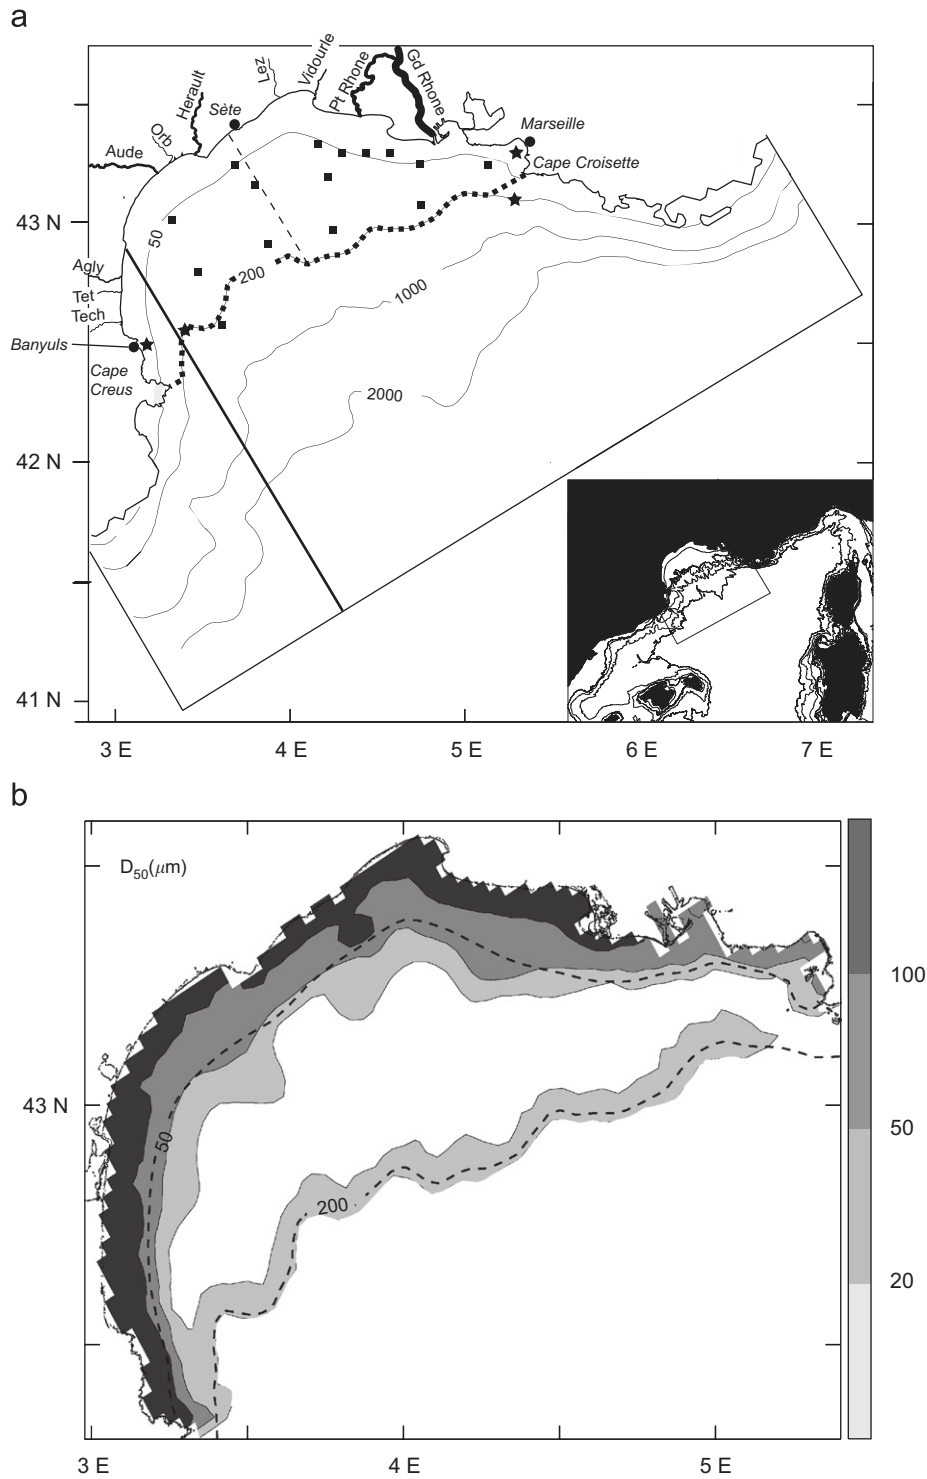 a
Lez
Vidourle
Pt Rhone
Gd Rhone
Herault
Sète
Orb
Aude
Marseille
Cape Croisette
43 N
50
200
1000
2000
Agly
Tet
Tech
Banyuls
Cape
Creus
42 N
41 N
3 E 4 E 5 E 6 E 7 E
b
D50(μm)
100
50
20
43 N
50
200
3 E 4 E 5 E